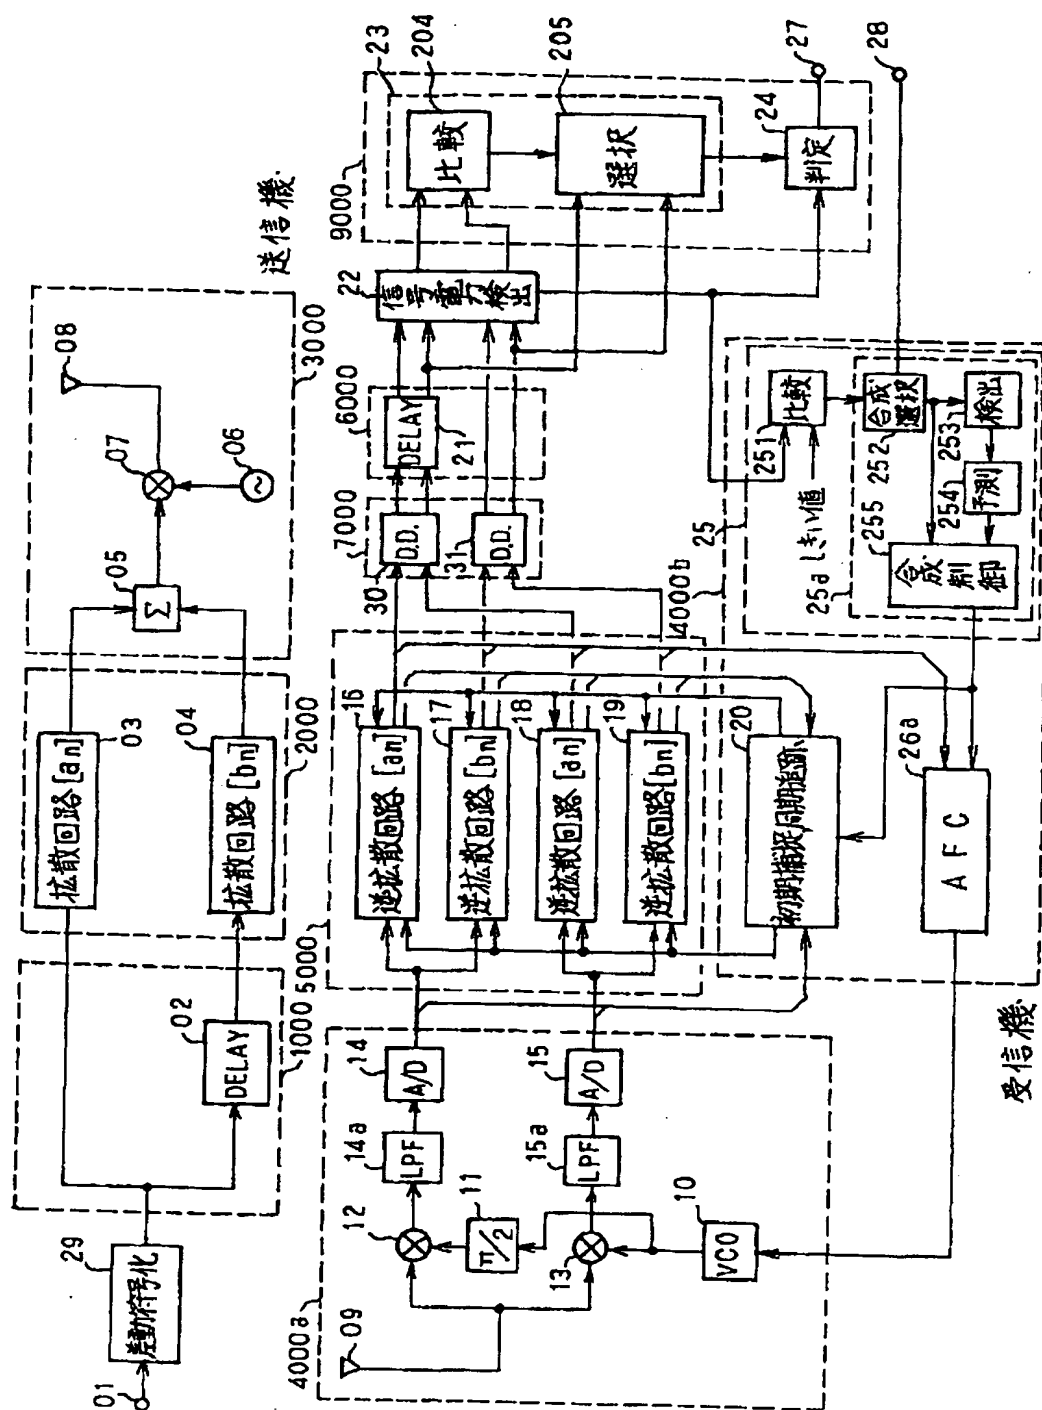 01
29
差動符号化
DELAY
02
1000
拡散回路[an]
03
拡散回路[bn]
04
2000
Σ
05
07
06
08
3000
送信機
4000a
09
12
13
π/2
11
VCO
10
LPF
14a
LPF
15a
A/D
14
A/D
15
5000
逆拡散回路[an]
16
逆拡散回路[bn]
17
逆拡散回路[an]
18
逆拡散回路[bn]
19
初期捕捉,同期追跡
20
AFC
26a
4000b
7000
D.D.
30
D.D.
31
6000
DELAY
21
信号電力検出
22
9000
23
比較
204
選択
205
判定
24
27
28
25
25a
しきい値
比較
251
合成選択
252
検出
253
予測
254
合成制御
255
受信機